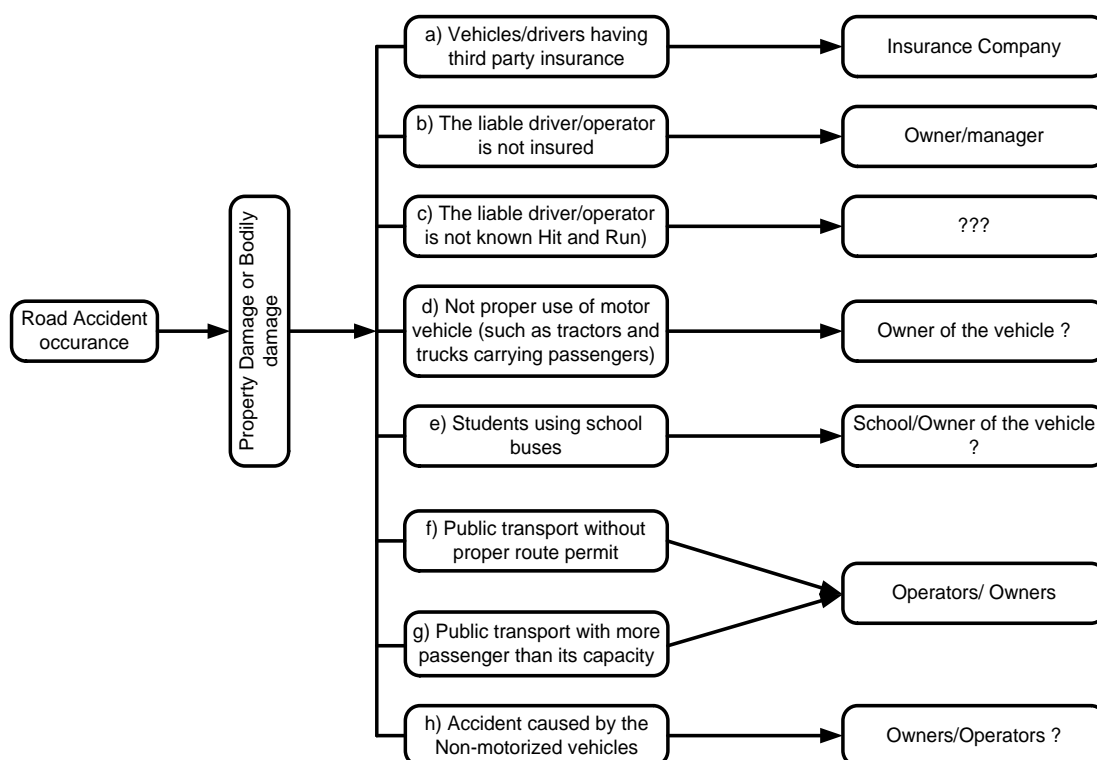 a) Vehicles/drivers having
third party insurance
Insurance Company
b) The liable driver/operator
is not insured
Owner/manager
c) The liable driver/operator
is not known Hit and Run)
???
Road Accident
occurance
Property Damage or Bodily
damage
d) Not proper use of motor
vehicle (such as tractors and
trucks carrying passengers)
Owner of the vehicle ?
e) Students using school
buses
School/Owner of the vehicle
?
f) Public transport without
proper route permit
g) Public transport with more
passenger than its capacity
Operators/ Owners
h) Accident caused by the
Non-motorized vehicles
Owners/Operators ?